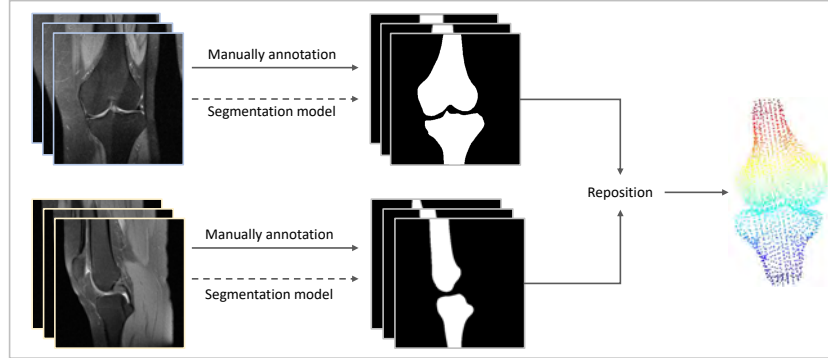 Manually annotation
Segmentation model
Reposition
Manually annotation
Segmentation model